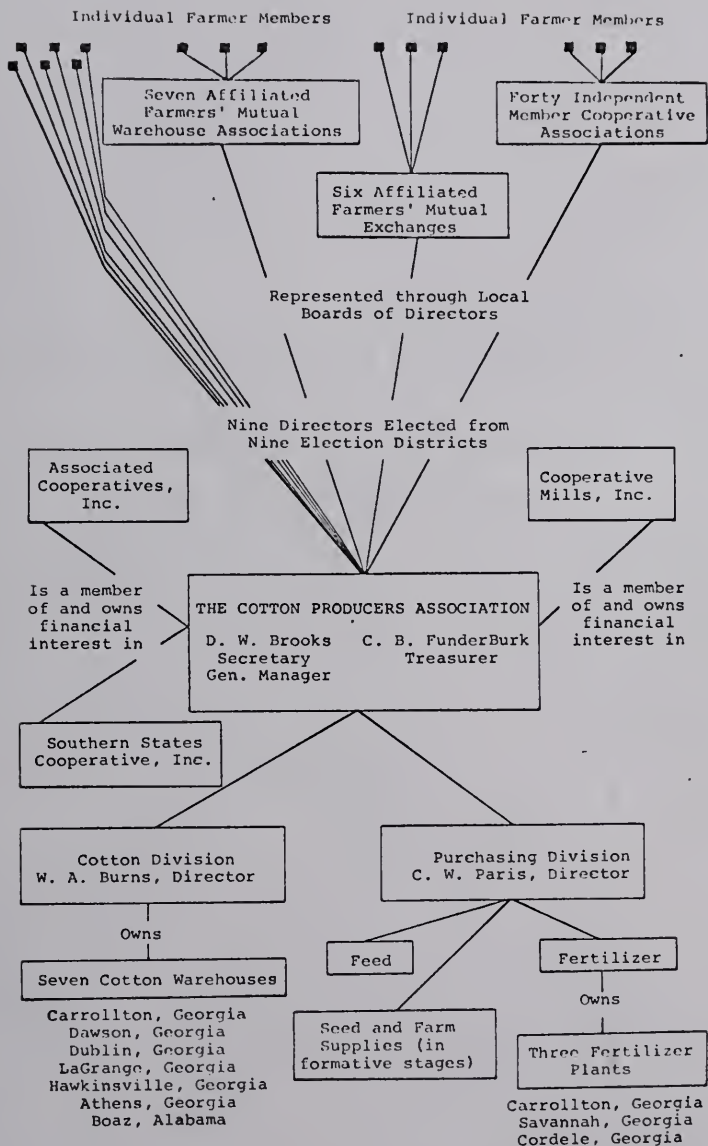 Individual Farmer Members
Individual Farmer Members
Seven Affiliated
Farmers' Mutual
Warehouse Associations
Forty Independent
Member Cooperative
Associations
Six Affiliated
Farmers' Mutual
Exchanges
Represented through Local
Boards of Directors
Nine Directors Elected from
Nine Election Districts
Associated
Cooperatives,
Inc.
Cooperative
Mills, Inc.
Is a member
of and owns
financial
interest in
Is a member
of and owns
financial
interest in
THE COTTON PRODUCERS ASSOCIATION
D. W. Brooks
Secretary
Gen. Manager
C. B. FunderBurk
Treasurer
Southern States
Cooperative, Inc.
Cotton Division
W. A. Burns, Director
Purchasing Division
C. W. Paris, Director
Owns
Seven Cotton Warehouses
Carrollton, Georgia
Dawson, Georgia
Dublin, Georgia
LaGrange, Georgia
Hawkinsville, Georgia
Athens, Georgia
Boaz, Alabama
Feed
Fertilizer
Seed and Farm
Supplies (in
formative stages)
Owns
Three Fertilizer
Plants
Carrollton, Georgia
Savannah, Georgia
Cordele, Georgia